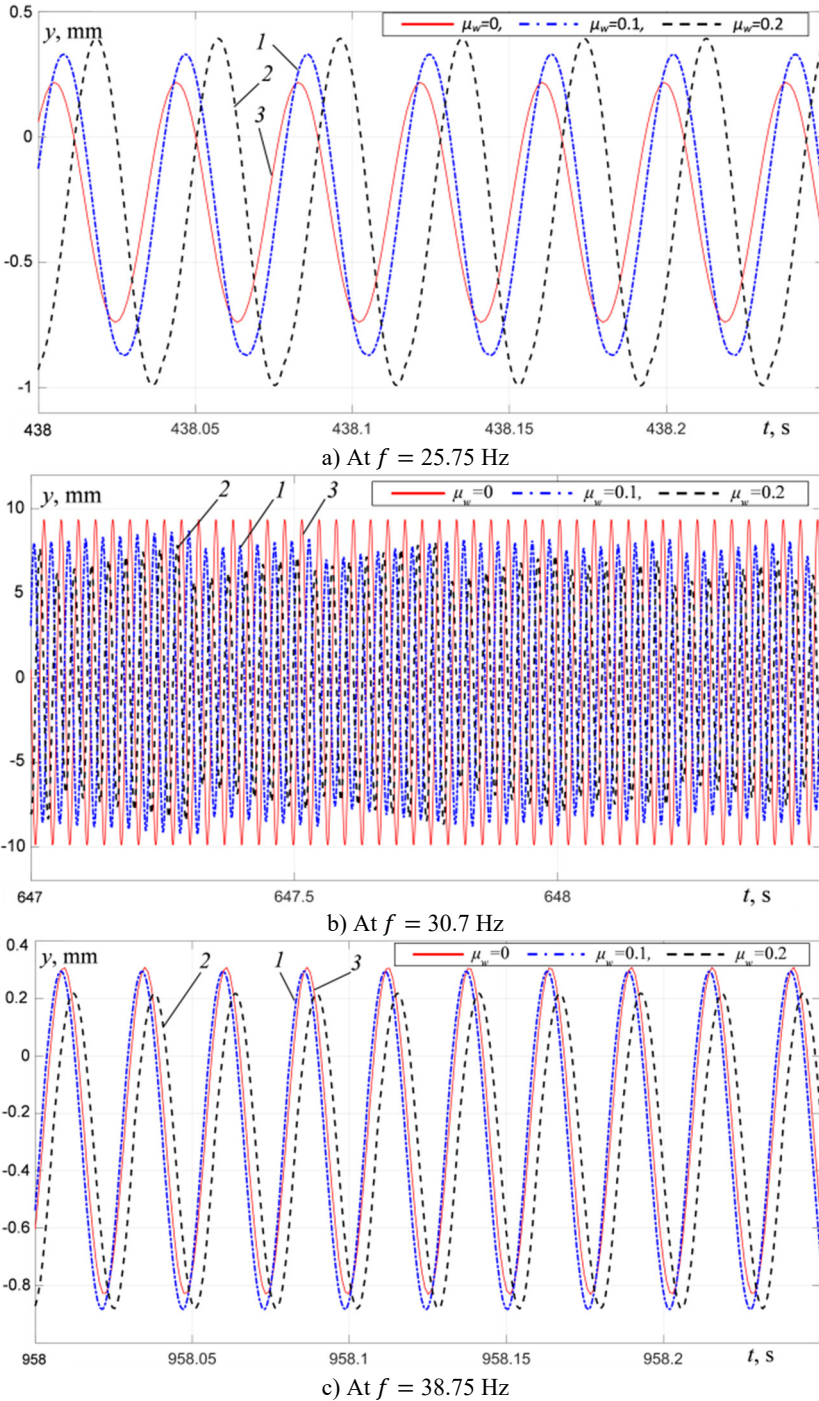 y, mm
μw=0, μw=0.1, μw=0.2
1
2
3
0.5
0
-0.5
-1
438 438.05 438.1 438.15 438.2 t, s
a) At f = 25.75 Hz
y, mm
μw=0 μw=0.1, μw=0.2
2 1 3
10
5
0
-5
-10
647 647.5 648 t, s
b) At f = 30.7 Hz
y, mm
μw=0 μw=0.1, μw=0.2
2 1 3
0.4
0.2
0
-0.2
-0.4
-0.6
-0.8
958 958.05 958.1 958.15 958.2 t, s
c) At f = 38.75 Hz